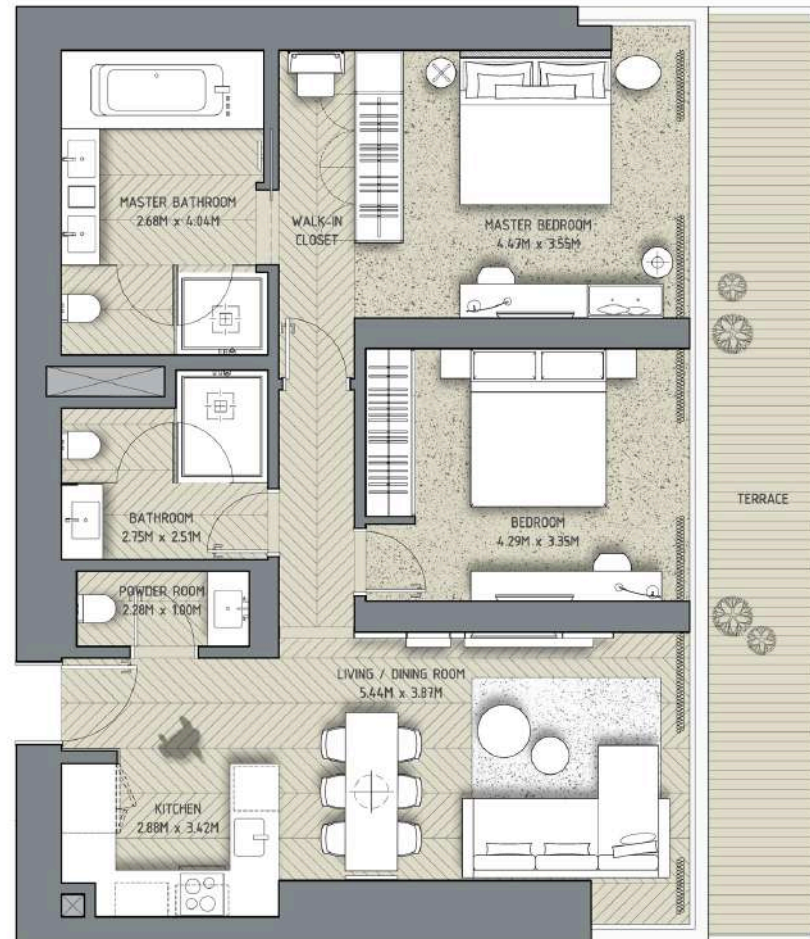 MASTER BATHROOM
2.68M x 4.04M
WALK-IN
CLOSET
MASTER BEDROOM
4.47M x 3.55M
TERRACE
BATHROOM
2.75M x 2.51M
BEDROOM
4.29M x 3.35M
POWDER ROOM
2.28M x 1.00M
LIVING / DINING ROOM
5.44M x 3.87M
KITCHEN
2.88M x 3.42M